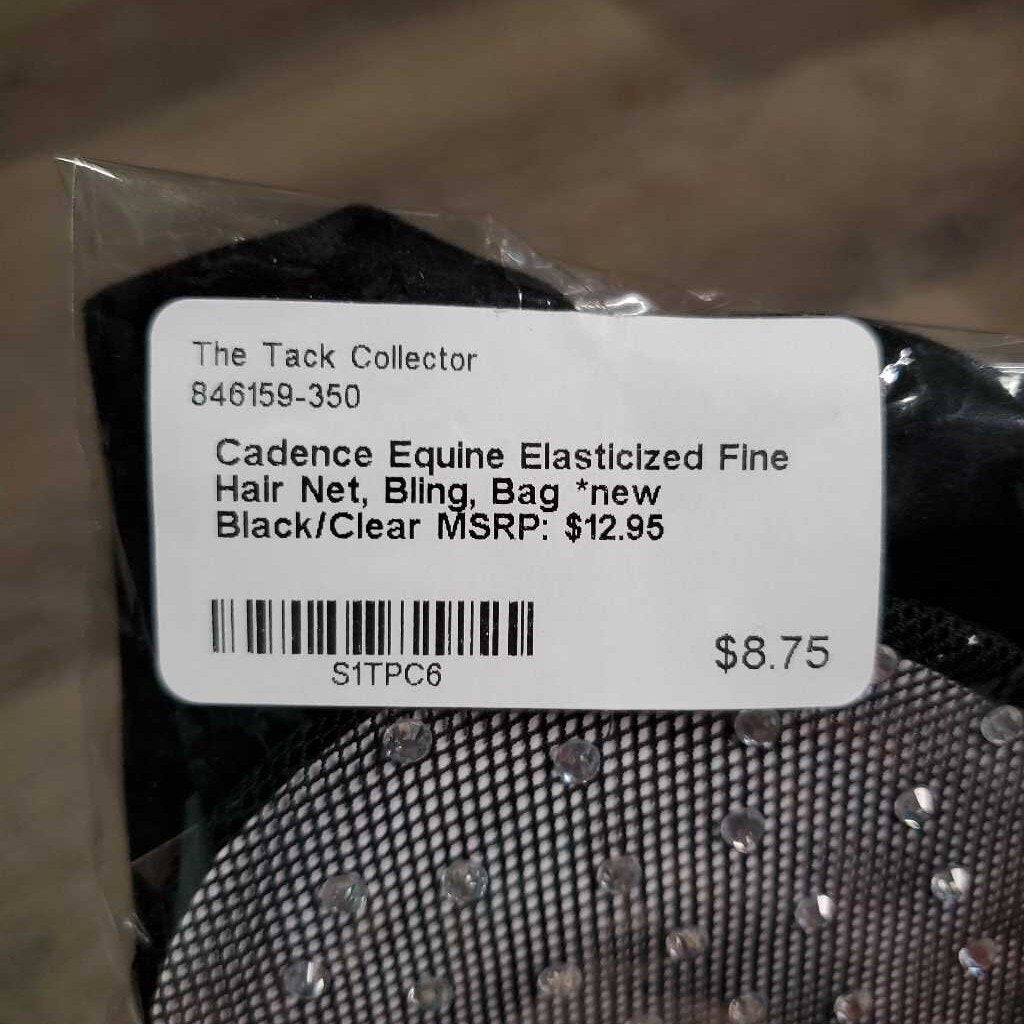 The Tack Collector
846159-350
Cadence Equine Elasticized Fine
Hair Net, Bling, Bag *new
Black/Clear MSRP: $12.95
S1TPC6
$8.75